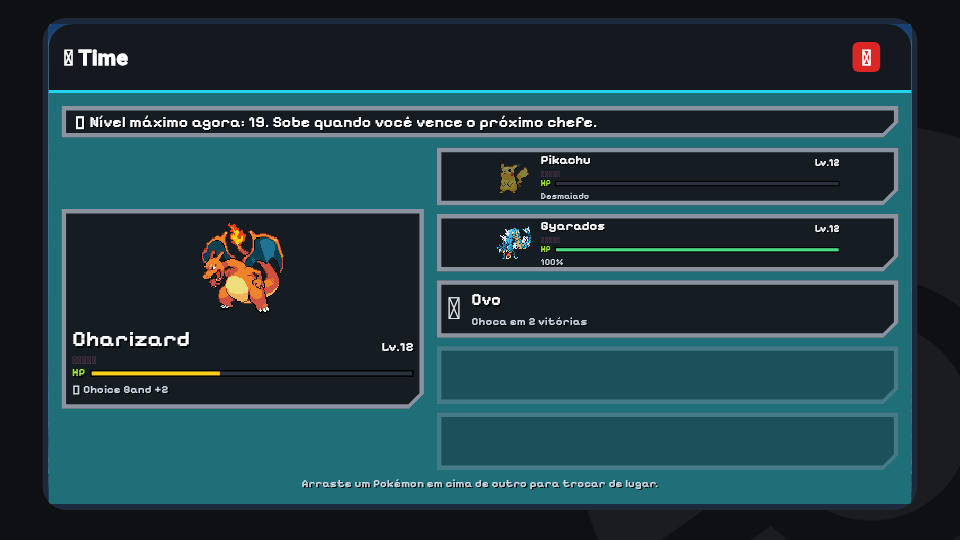 Time
Nível máximo agora: 19. Sobe quando você vence o próximo chefe.
Charizard
Lv.12
HP
Choice Band +2
Pikachu
Lv.12
HP
Desmaiado
Gyarados
Lv.12
HP
100%
Ovo
Choca em 2 vitórias
Arraste um Pokémon em cima de outro para trocar de lugar.